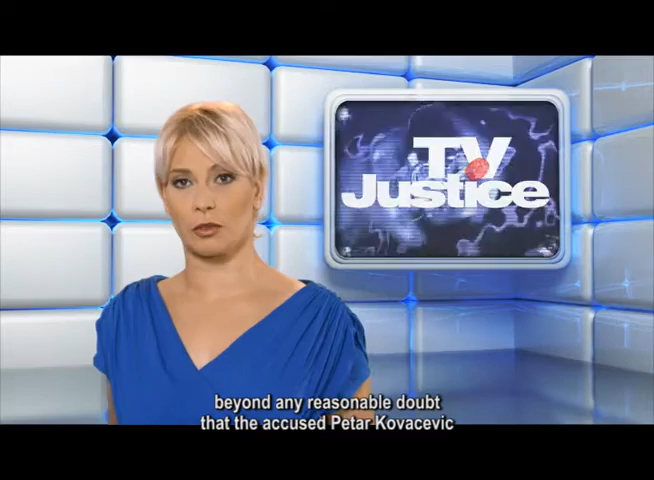 TV
Justice
beyond any reasonable doubt
that the accused Petar Kovacevic